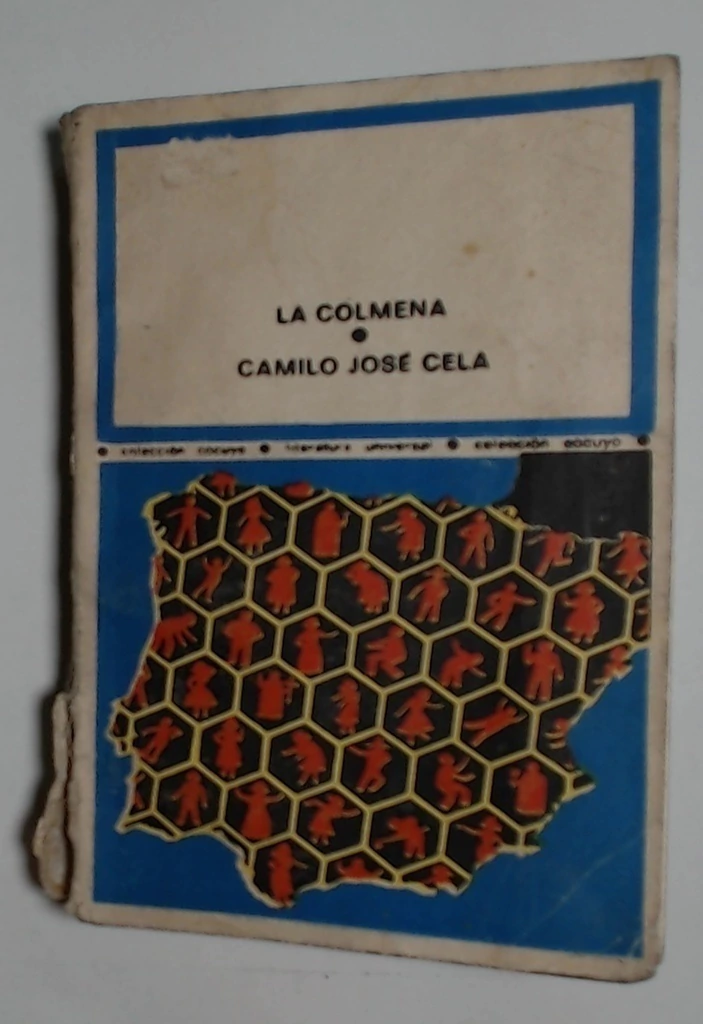 LA COLMENA
●
CAMILO JOSÉ CELA
● colección cocuyo ● literatura universal ● colección cocuyo ●